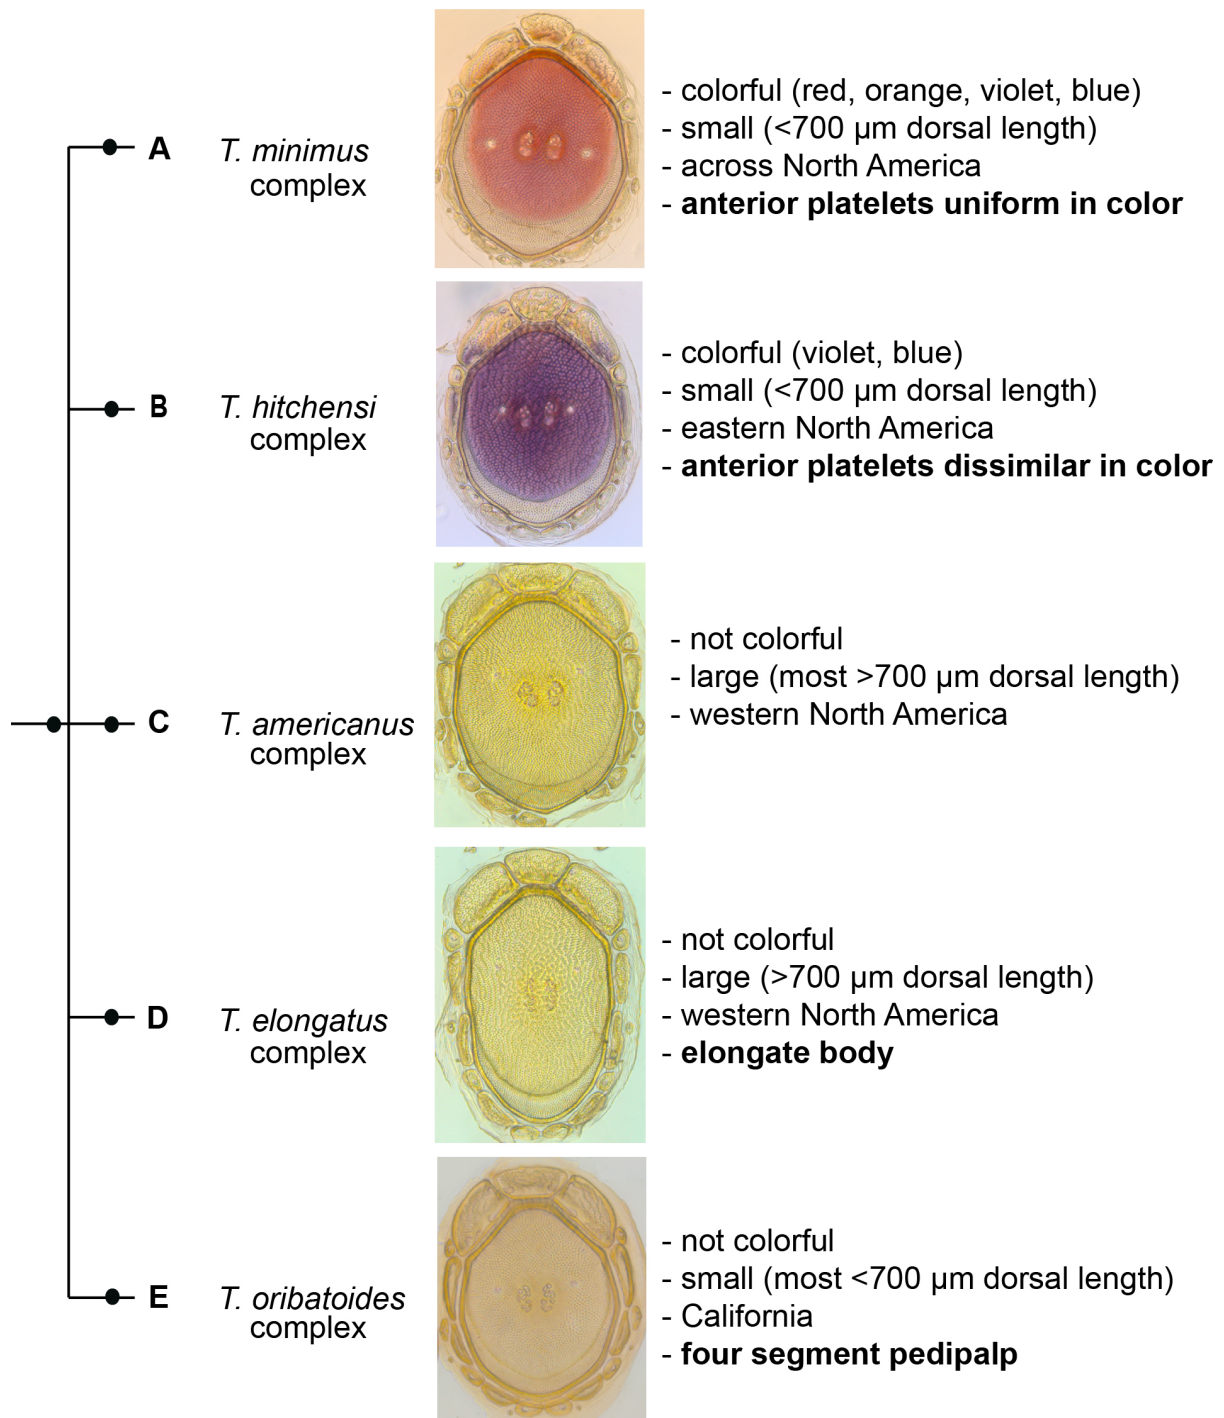 A
T. minimus
complex
- colorful (red, orange, violet, blue)
- small (<700 µm dorsal length)
- across North America
- anterior platelets uniform in color
B
T. hitchensi
complex
- colorful (violet, blue)
- small (<700 µm dorsal length)
- eastern North America
- anterior platelets dissimilar in color
C
T. americanus
complex
- not colorful
- large (most >700 µm dorsal length)
- western North America
D
T. elongatus
complex
- not colorful
- large (>700 µm dorsal length)
- western North America
- elongate body
E
T. oribatoides
complex
- not colorful
- small (most <700 µm dorsal length)
- California
- four segment pedipalp